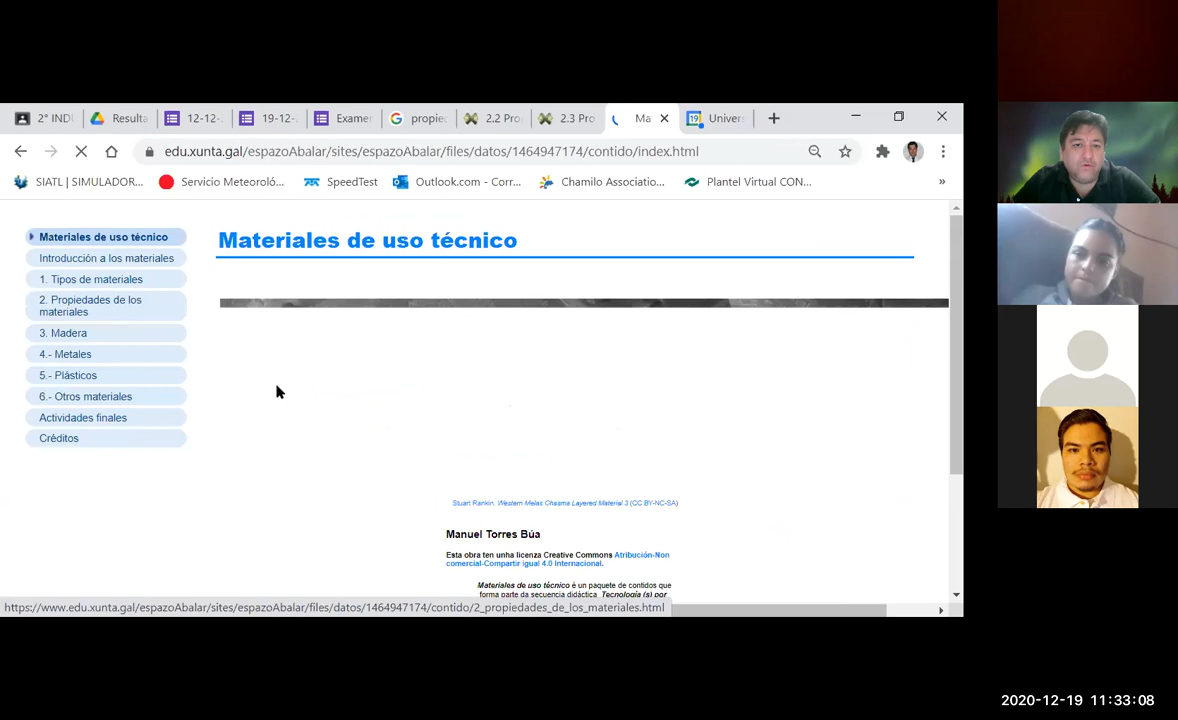 2° IND
Resulta
12-12-
19-12-
Examen
propied
2.2 Pro
2.3 Pro
Ma
19
Univers
edu.xunta.gal/espazoAbalar/sites/espazoAbalar/files/datos/1464947174/contido/index.html
SIATL | SIMULADOR...
Servicio Meteoroló...
SpeedTest
Outlook.com - Corr...
Chamilo Associatio...
Plantel Virtual CON...
»
Materiales de uso técnico
Introducción a los materiales
1. Tipos de materiales
2. Propiedades de los
materiales
3. Madera
4.- Metales
5.- Plásticos
6.- Otros materiales
Actividades finales
Créditos
Materiales de uso técnico
Stuart Rankin. Western Melas Chasma Layered Material 3 (CC BY-NC-SA)
Manuel Torres Búa
Esta obra ten unha licenza Creative Commons Atribución-Non
comercial-Compartir igual 4.0 Internacional.
Materiales de uso técnico é un paquete de contidos que
forma parte da secuencia didáctica Tecnología (s) por
https://www.edu.xunta.gal/espazoAbalar/sites/espazoAbalar/files/datos/1464947174/contido/2_propiedades_de_los_materiales.html
2020-12-19 11:33:08